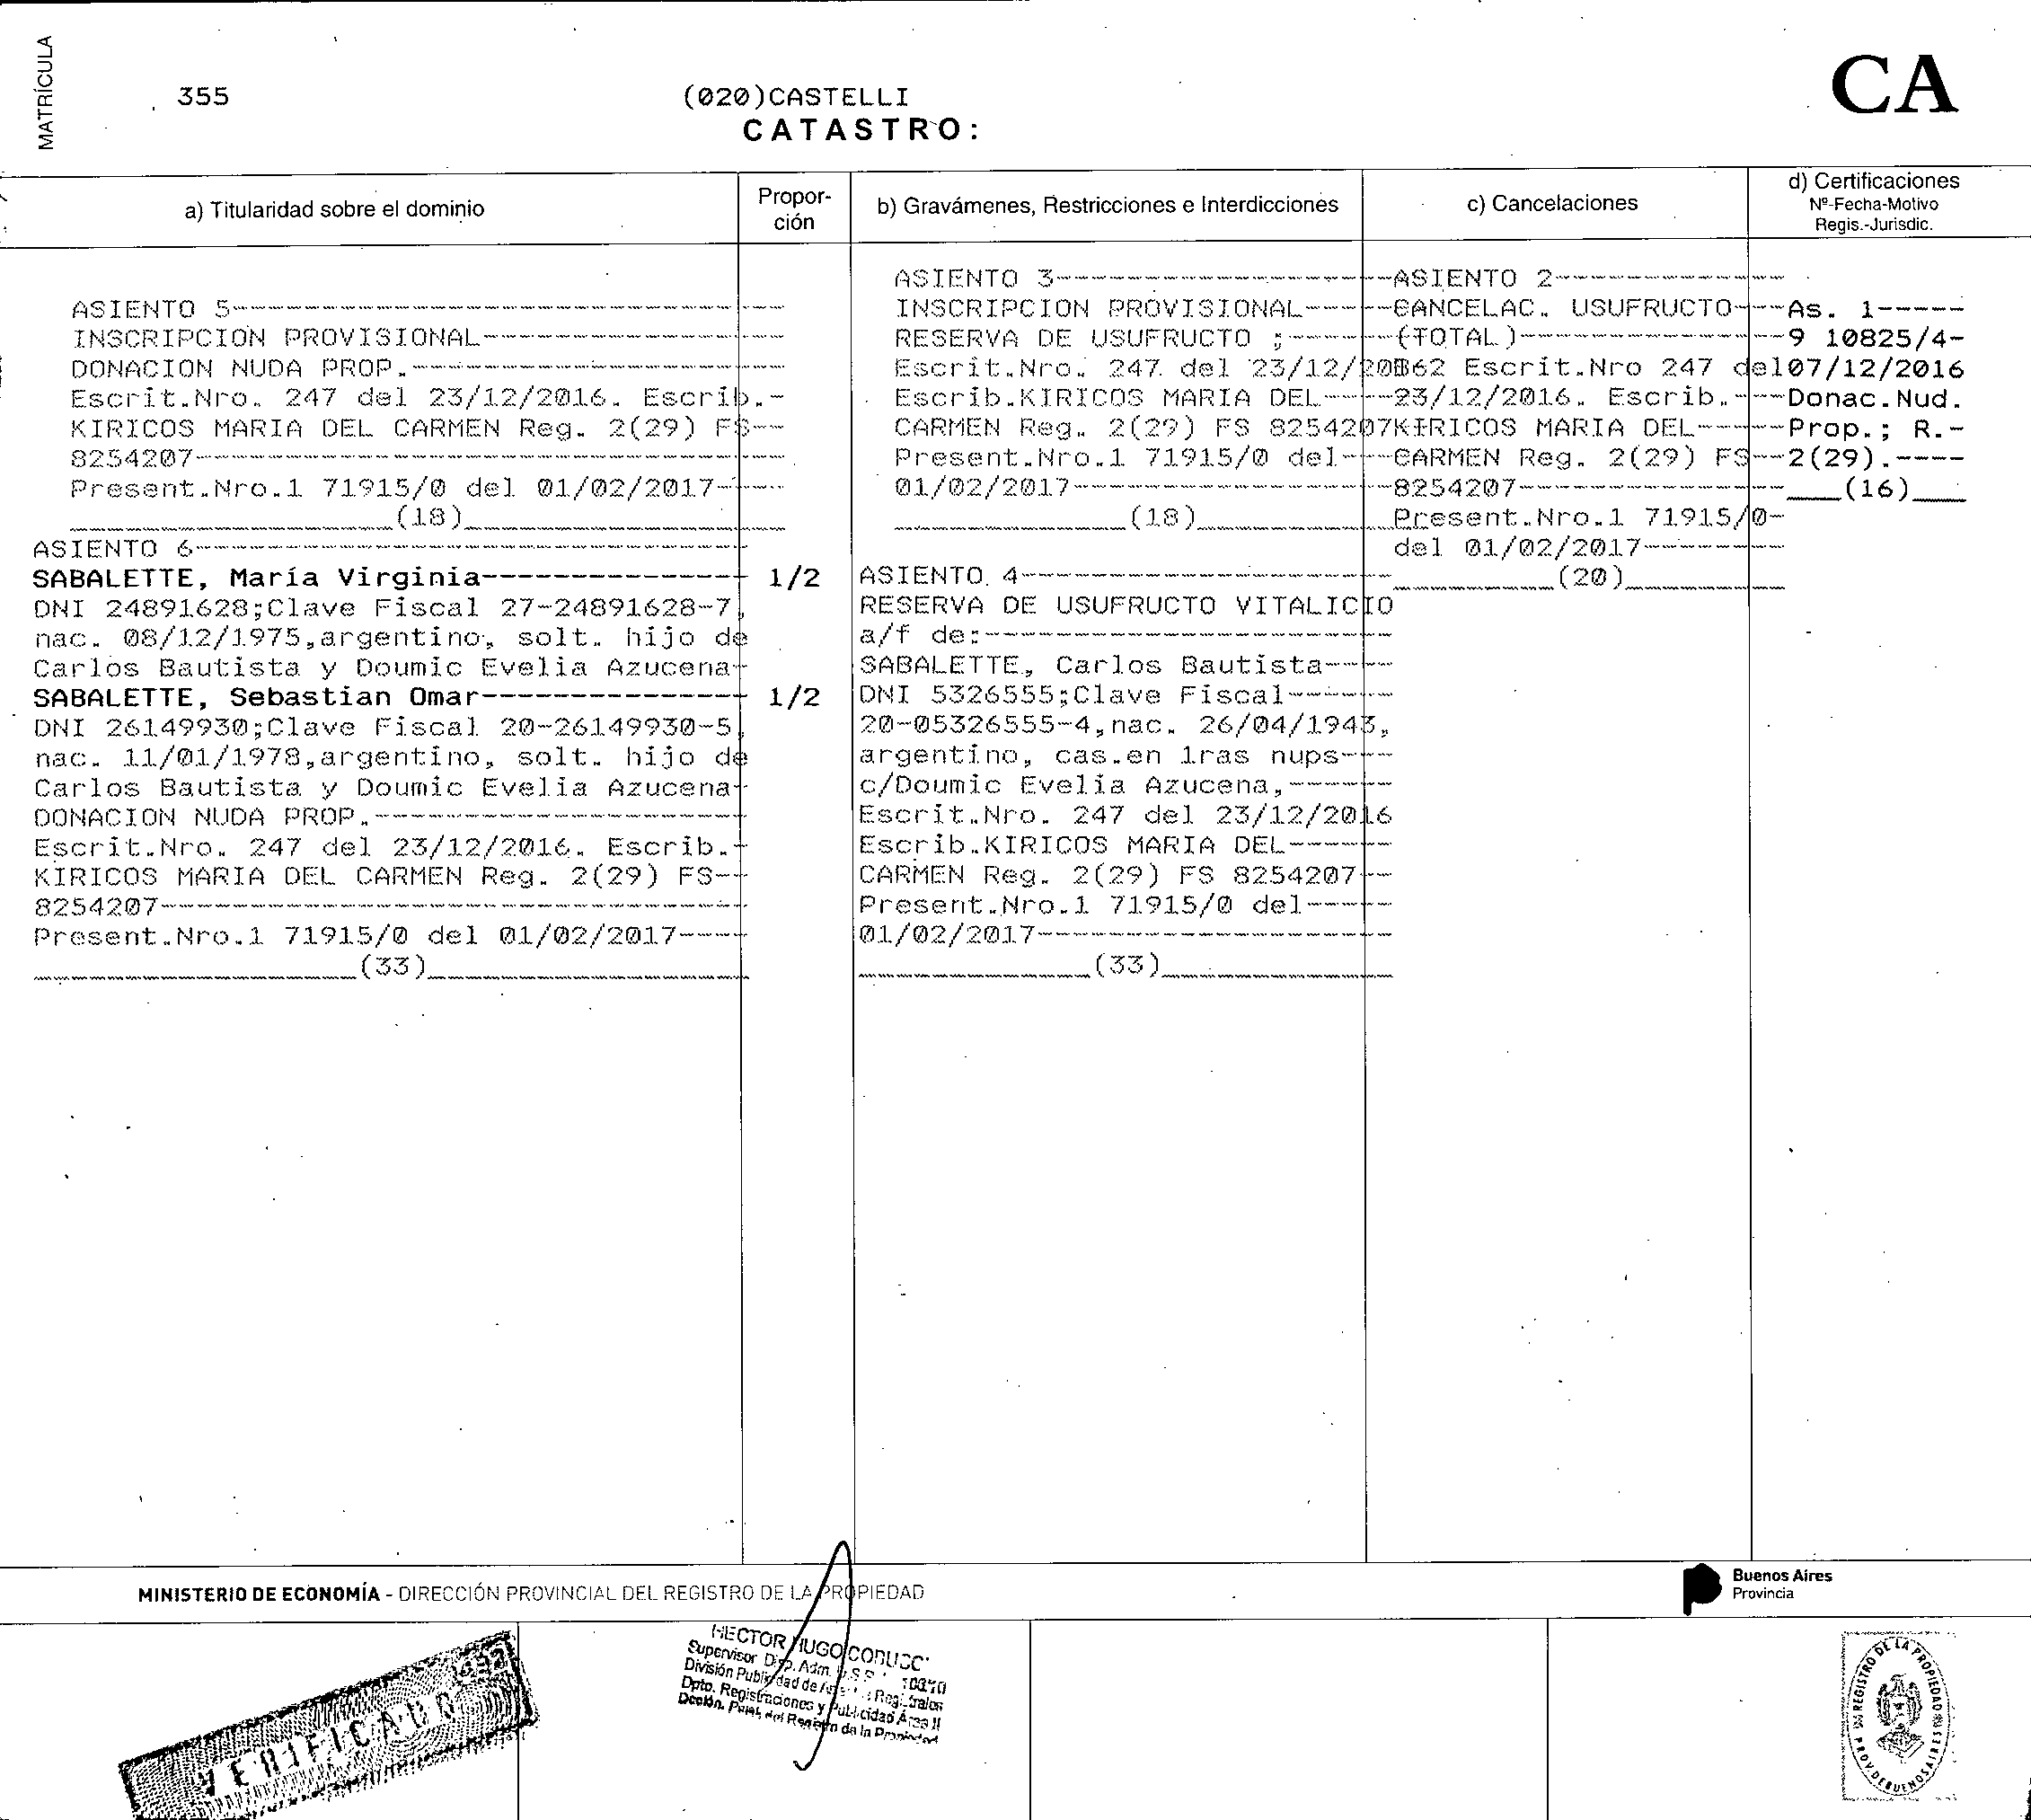 MATRÍCULA
355
(020)CASTELLI
CATASTRO:
CA
a) Titularidad sobre el dominio
Propor-
ción
b) Gravámenes, Restricciones e Interdicciones
c) Cancelaciones
d) Certificaciones
Nº-Fecha-Motivo
Regis.-Jurisdic.
ASIENTO 5
INSCRIPCION PROVISIONAL
DONACION NUDA PROP.
Escrit.Nro. 247 del 23/12/2016. Escrib.-
KIRICOS MARIA DEL CARMEN Reg. 2(29) FS--
8254207
Present.Nro.1 71915/0 del 01/02/2017----
(18)
ASIENTO 6
SABALETTE, María Virginia--------------- 1/2
DNI 24891628;Clave Fiscal 27-24891628-7,
nac. 08/12/1975,argentino, solt. hijo de
Carlos Bautista y Doumic Evelia Azucena-
SABALETTE, Sebastian Omar--------------- 1/2
DNI 26149930;Clave Fiscal 20-26149930-5,
nac. 11/01/1978,argentino, solt. hijo de
Carlos Bautista y Doumic Evelia Azucena-
DONACION NUDA PROP.
Escrit.Nro. 247 del 23/12/2016. Escrib.-
KIRICOS MARIA DEL CARMEN Reg. 2(29) FS--
8254207
Present.Nro.1 71915/0 del 01/02/2017----
(33)
ASIENTO 3
INSCRIPCION PROVISIONAL-----
RESERVA DE USUFRUCTO ;------
Escrit.Nro. 247 del 23/12/20
Escrib.KIRICOS MARIA DEL----
CARMEN Reg. 2(29) FS 8254207
Present.Nro.1 71915/0 del---
01/02/2017
(18)
ASIENTO 4
RESERVA DE USUFRUCTO VITALICIO
a/f de:
SABALETTE, Carlos Bautista----
DNI 5326555;Clave Fiscal------
20-05326555-4,nac. 26/04/1943,
argentino, cas.en 1ras nups---
c/Doumic Evelia Azucena,------
Escrit.Nro. 247 del 23/12/2016
Escrib.KIRICOS MARIA DEL------
CARMEN Reg. 2(29) FS 8254207--
Present.Nro.1 71915/0 del-----
01/02/2017
(33)
ASIENTO 2
CANCELAC. USUFRUCTO
(TOTAL)
Escrit.Nro 247 del
23/12/2016. Escrib.
KIRICOS MARIA DEL
CARMEN Reg. 2(29) FS
8254207
Present.Nro.1 71915/0-
del 01/02/2017
(20)
As. 1-----
9 10825/4-
07/12/2016
Donac.Nud.
Prop.; R.-
2(29).----
(16)
MINISTERIO DE ECONOMÍA - DIRECCIÓN PROVINCIAL DEL REGISTRO DE LA PROPIEDAD
Buenos Aires
Provincia
VERIFICADO
HECTOR HUGO
Supervisor
División Publicidad de
Dpto. Registraciones y Publicidad Area II
de la Propiedad
REGISTRO DE LA PROPIEDAD
PROV. DE BUENOS AIRES